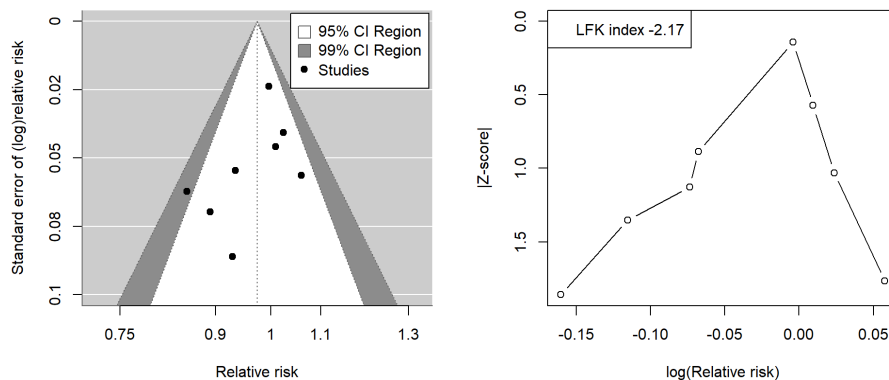 95% CI Region
99% CI Region
Studies
Standard error of (log)relative risk
0
0.02
0.05
0.08
0.1
0.75
0.9
1
1.1
1.3
Relative risk
LFK index -2.17
|Z-score|
0.0
0.5
1.0
1.5
-0.15
-0.10
-0.05
0.00
0.05
log(Relative risk)